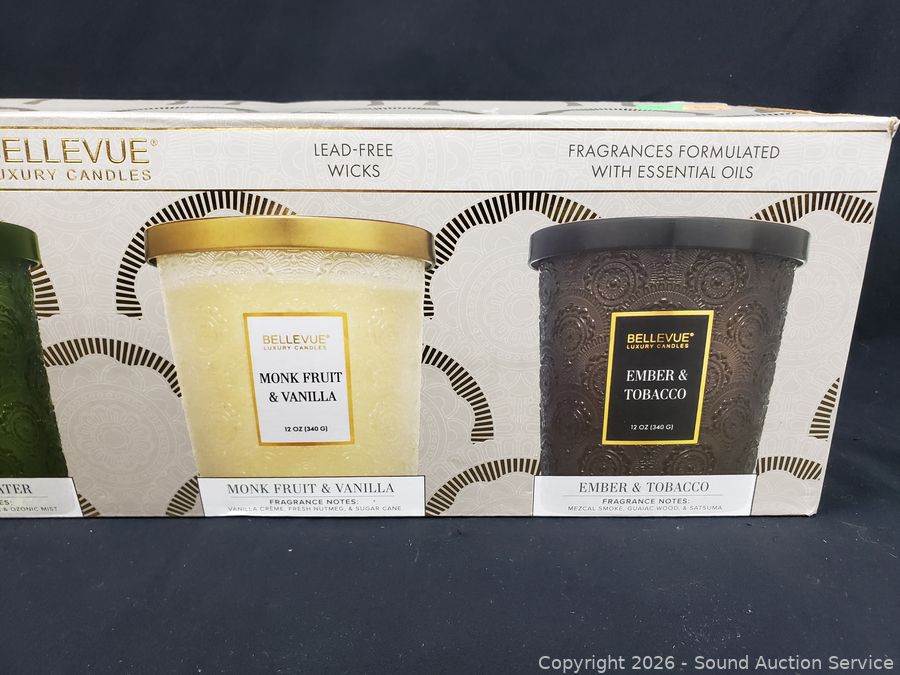 BELLEVUE®
LUXURY CANDLES
LEAD-FREE
WICKS
FRAGRANCES FORMULATED
WITH ESSENTIAL OILS
BELLEVUE®
LUXURY CANDLES
MONK FRUIT
& VANILLA
12 OZ (340 G)
BELLEVUE®
LUXURY CANDLES
EMBER &
TOBACCO
12 OZ (340 G)
ATER
ES:
& OZONIC MIST
MONK FRUIT & VANILLA
FRAGRANCE NOTES:
VANILLA CRÈME, FRESH NUTMEG, & SUGAR CANE
EMBER & TOBACCO
FRAGRANCE NOTES:
MEZCAL SMOKE, GUAIAC WOOD, & SATSUMA
Copyright © 2026 - Sound Auction Service